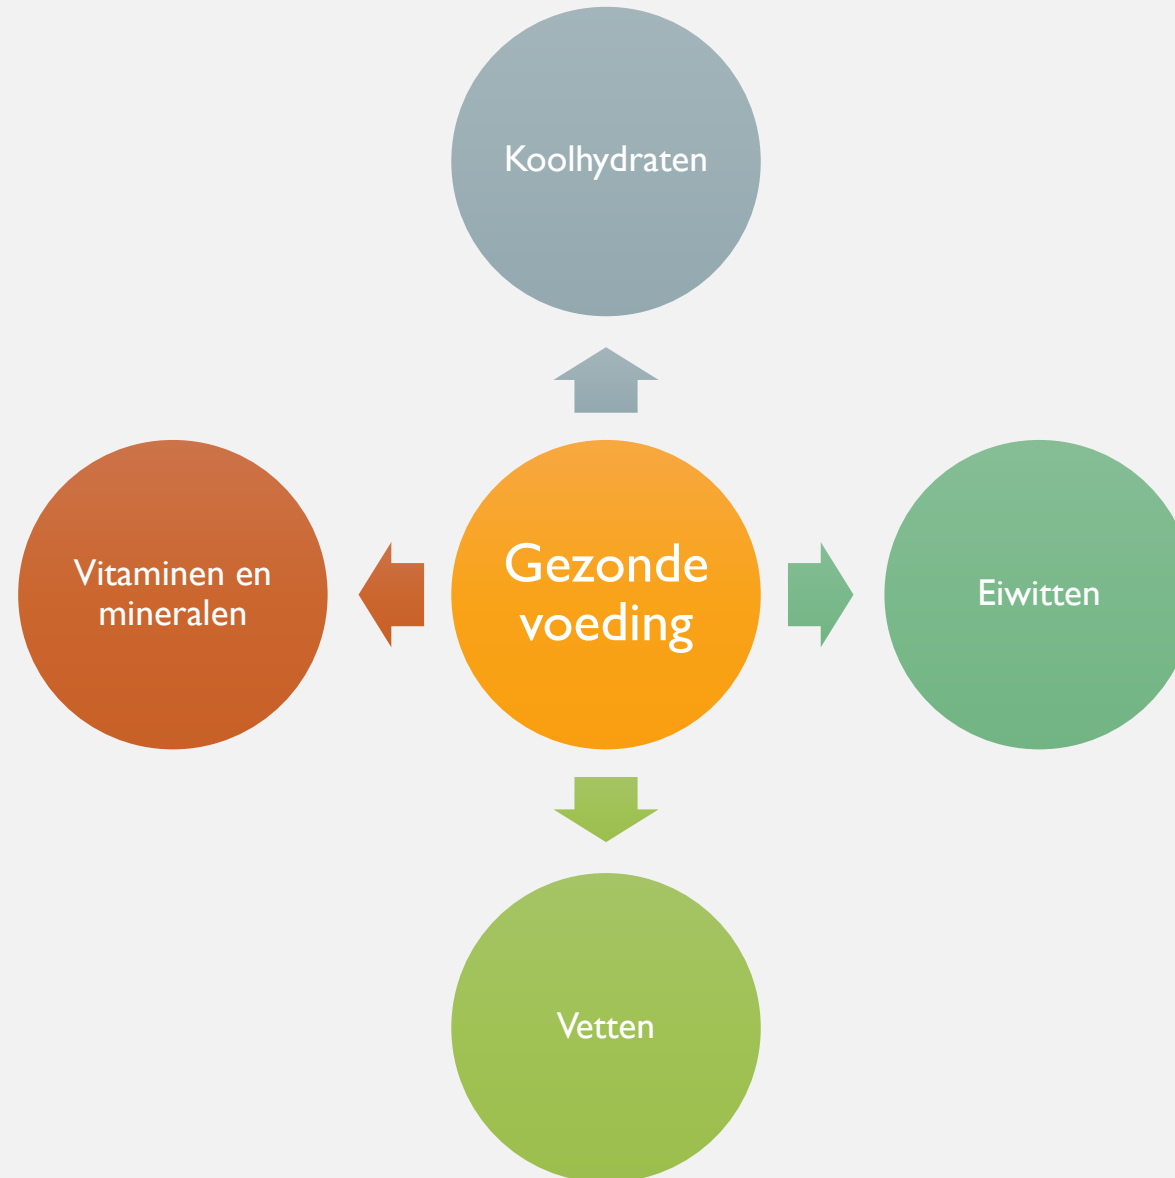 Koolhydraten
Vitaminen en
mineralen
Gezonde
voeding
Eiwitten
Vetten